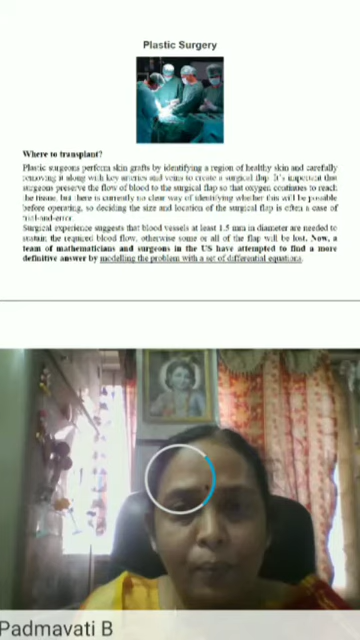 Plastic Surgery
Where to transplant?
Plastic surgeons perform skin grafts by identifying a region of healthy skin and carefully
removing it along with key arteries and veins to create a surgical flap. It's important that
surgeons preserve the flow of blood to the surgical flap so that oxygen continues to reach
the tissue, but there is currently no clear way of identifying whether this will be possible
before operating, so deciding the size and location of the surgical flap is often a case of
trial-and-error.
Surgical experience suggests that blood vessels at least 1.5 mm in diameter are needed to
sustain the required blood flow, otherwise some or all of the flap will be lost. Now, a
team of mathematicians and surgeons in the US have attempted to find a more
definitive answer by modelling the problem with a set of differential equations.
Padmavati B